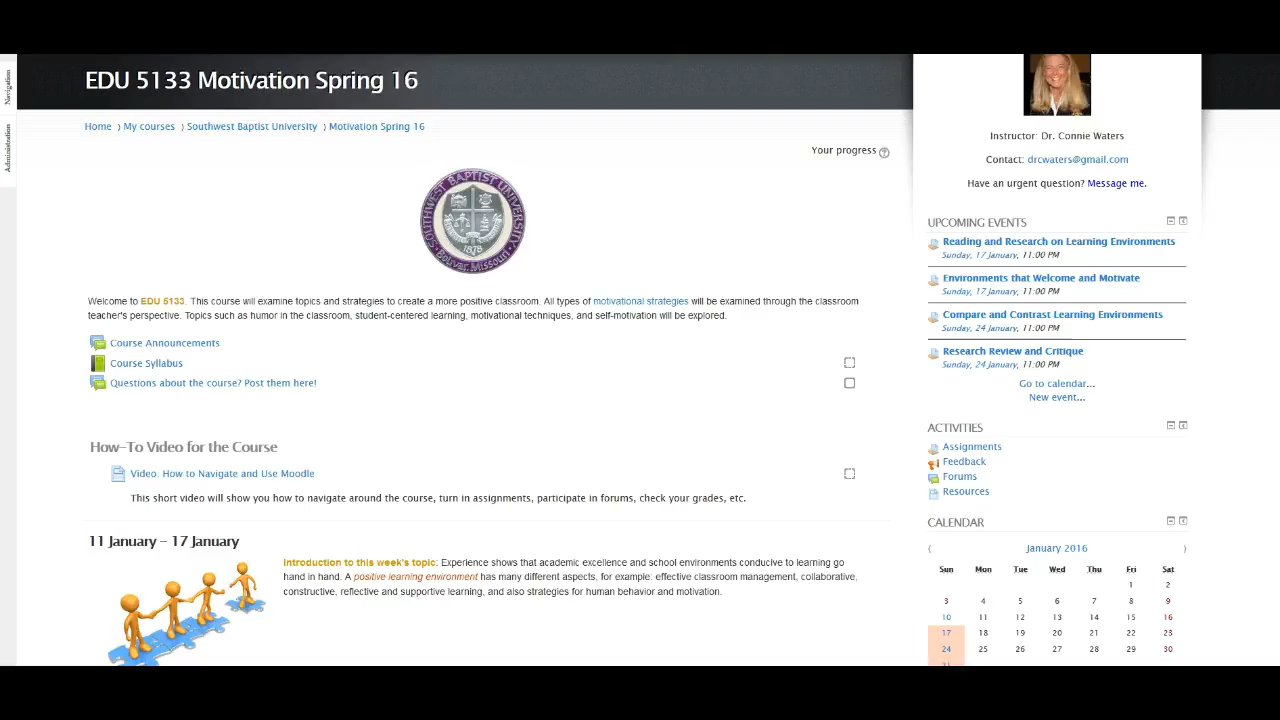 Navigation
Administration
EDU 5133 Motivation Spring 16
Home ) My courses ) Southwest Baptist University ) Motivation Spring 16
Your progress
SOUTHWEST BAPTIST UNIVERSITY
1878
Bolivar, Missouri
Welcome to EDU 5133. This course will examine topics and strategies to create a more positive classroom. All types of motivational strategies will be examined through the classroom
teacher's perspective. Topics such as humor in the classroom, student-centered learning, motivational techniques, and self-motivation will be explored.
Course Announcements
Course Syllabus
Questions about the course? Post them here!
How-To Video for the Course
Video: How to Navigate and Use Moodle
This short video will show you how to navigate around the course, turn in assignments, participate in forums, check your grades, etc.
11 January - 17 January
Introduction to this week's topic: Experience shows that academic excellence and school environments conducive to learning go
hand in hand. A positive learning environment has many different aspects, for example: effective classroom management, collaborative,
constructive, reflective and supportive learning, and also strategies for human behavior and motivation.
Instructor: Dr. Connie Waters
Contact: drcwaters@gmail.com
Have an urgent question? Message me.
UPCOMING EVENTS
Reading and Research on Learning Environments
Sunday, 17 January, 11:00 PM
Environments that Welcome and Motivate
Sunday, 17 January, 11:00 PM
Compare and Contrast Learning Environments
Sunday, 24 January, 11:00 PM
Research Review and Critique
Sunday, 24 January, 11:00 PM
Go to calendar...
New event...
ACTIVITIES
Assignments
Feedback
Forums
Resources
CALENDAR
January 2016
Sun Mon Tue Wed Thu Fri Sat
1 2
3 4 5 6 7 8 9
10 11 12 13 14 15 16
17 18 19 20 21 22 23
24 25 26 27 28 29 30
31